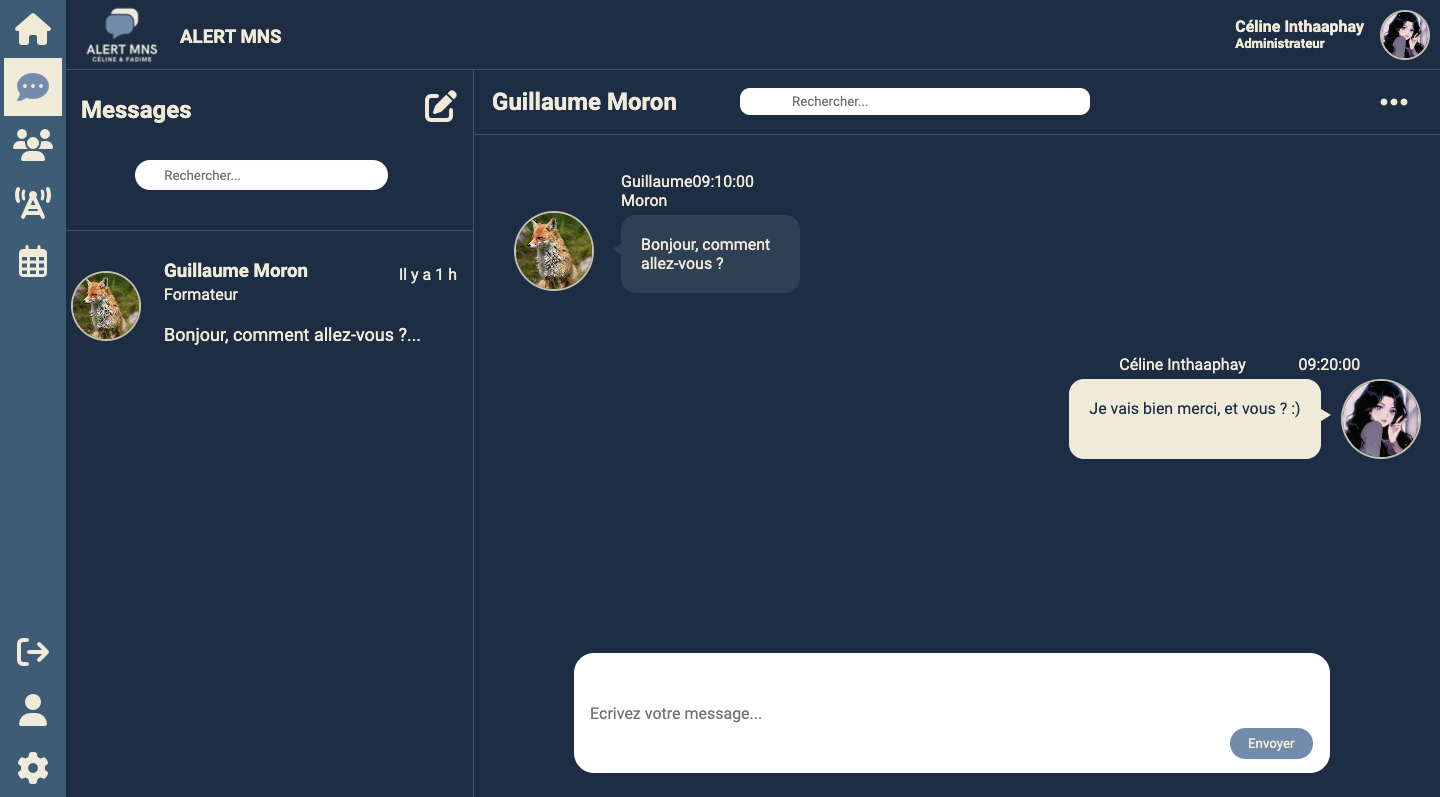 ALERT MNS
CÉLINE & FADIME
ALERT MNS
Céline Inthaaphay
Administrateur
Messages
Rechercher...
Guillaume Moron
Il y a 1 h
Formateur
Bonjour, comment allez-vous ?...
Guillaume Moron
Rechercher...
Guillaume09:10:00
Moron
Bonjour, comment
allez-vous ?
Céline Inthaaphay 09:20:00
Je vais bien merci, et vous ? :)
Ecrivez votre message...
Envoyer